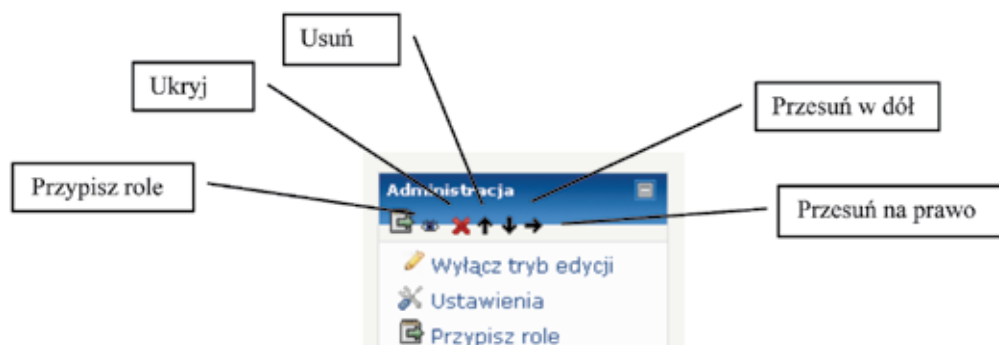 Usuń
Ukryj
Przesuń w dół
Przypisz role
Administracja
Przesuń na prawo
Wyłącz tryb edycji
Ustawienia
Przypisz role